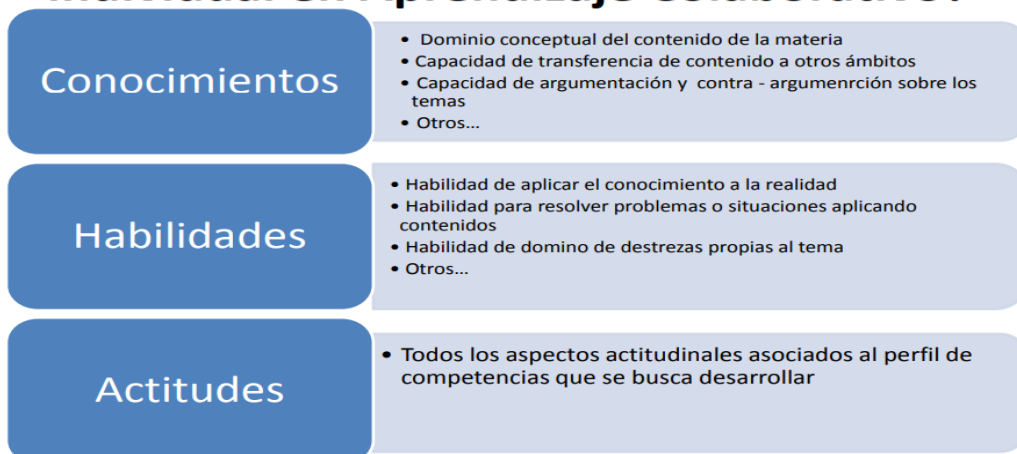 Conocimientos
• Dominio conceptual del contenido de la materia
• Capacidad de transferencia de contenido a otros ámbitos
• Capacidad de argumentación y contra - argumenrción sobre los
temas
• Otros...
Habilidades
• Habilidad de aplicar el conocimiento a la realidad
• Habilidad para resolver problemas o situaciones aplicando
contenidos
• Habilidad de domino de destrezas propias al tema
• Otros...
Actitudes
• Todos los aspectos actitudinales asociados al perfil de
competencias que se busca desarrollar